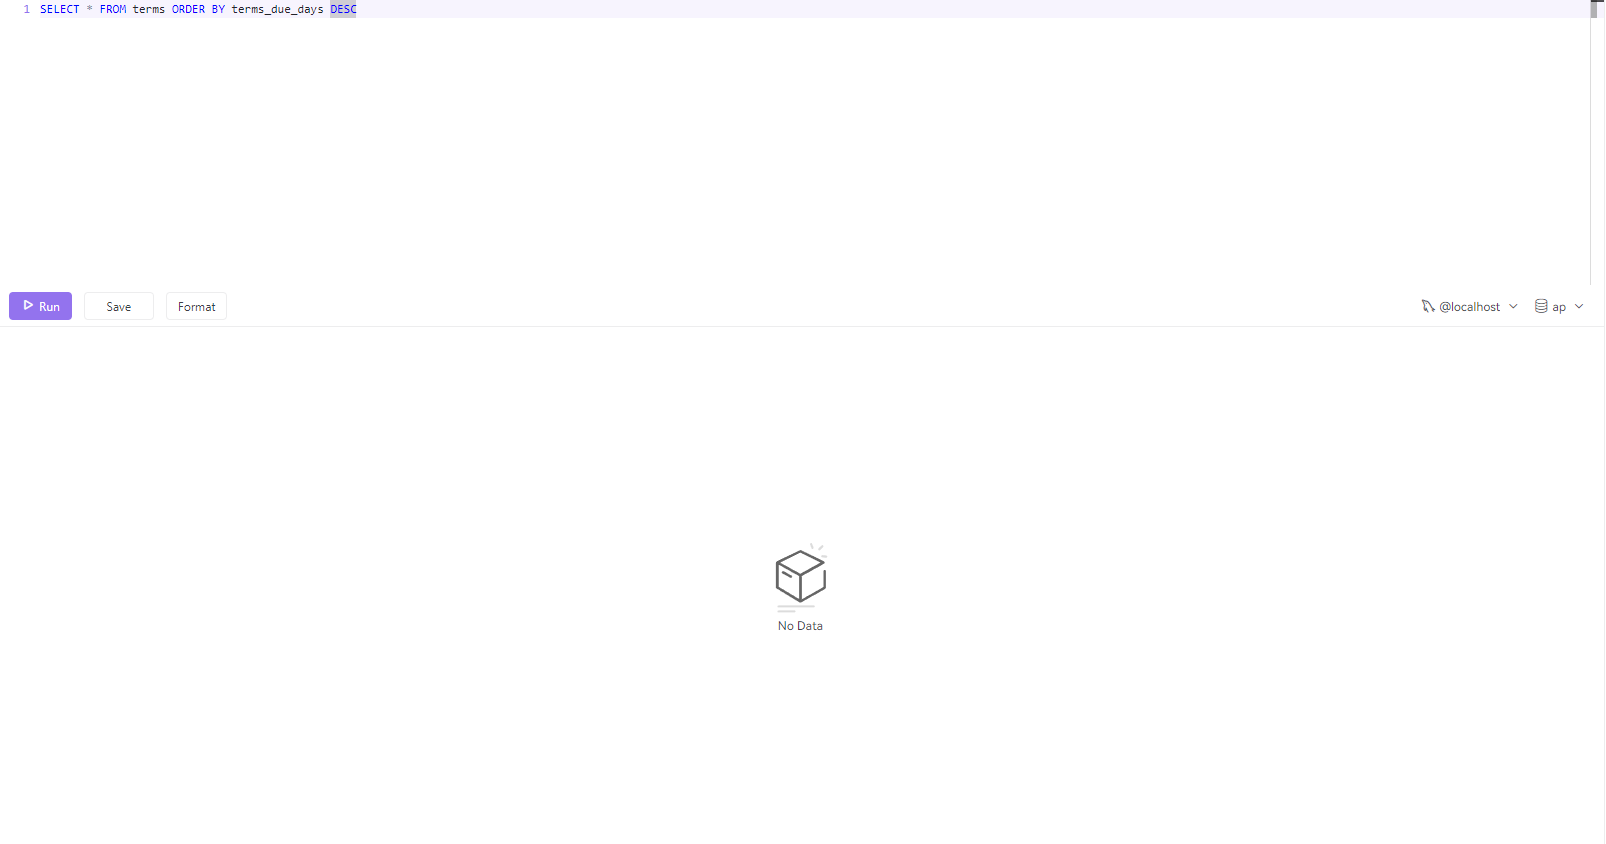 1 SELECT * FROM terms ORDER BY terms_due_days DESC
Run Save Format @localhost ap
No Data